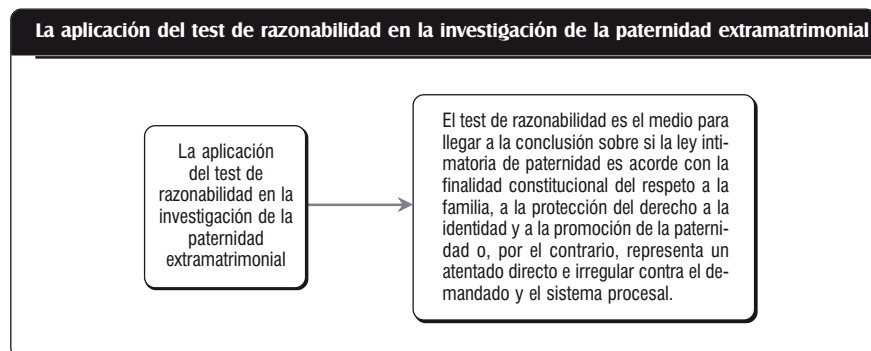 La aplicación del test de razonabilidad en la investigación de la paternidad extramatrimonial
La aplicación
del test de
razonabilidad en la
investigación de la
paternidad
extramatrimonial
El test de razonabilidad es el medio para
llegar a la conclusión sobre si la ley inti-
matoria de paternidad es acorde con la
finalidad constitucional del respeto a la
familia, a la protección del derecho a la
identidad y a la promoción de la paterni-
dad o, por el contrario, representa un
atentado directo e irregular contra el de-
mandado y el sistema procesal.